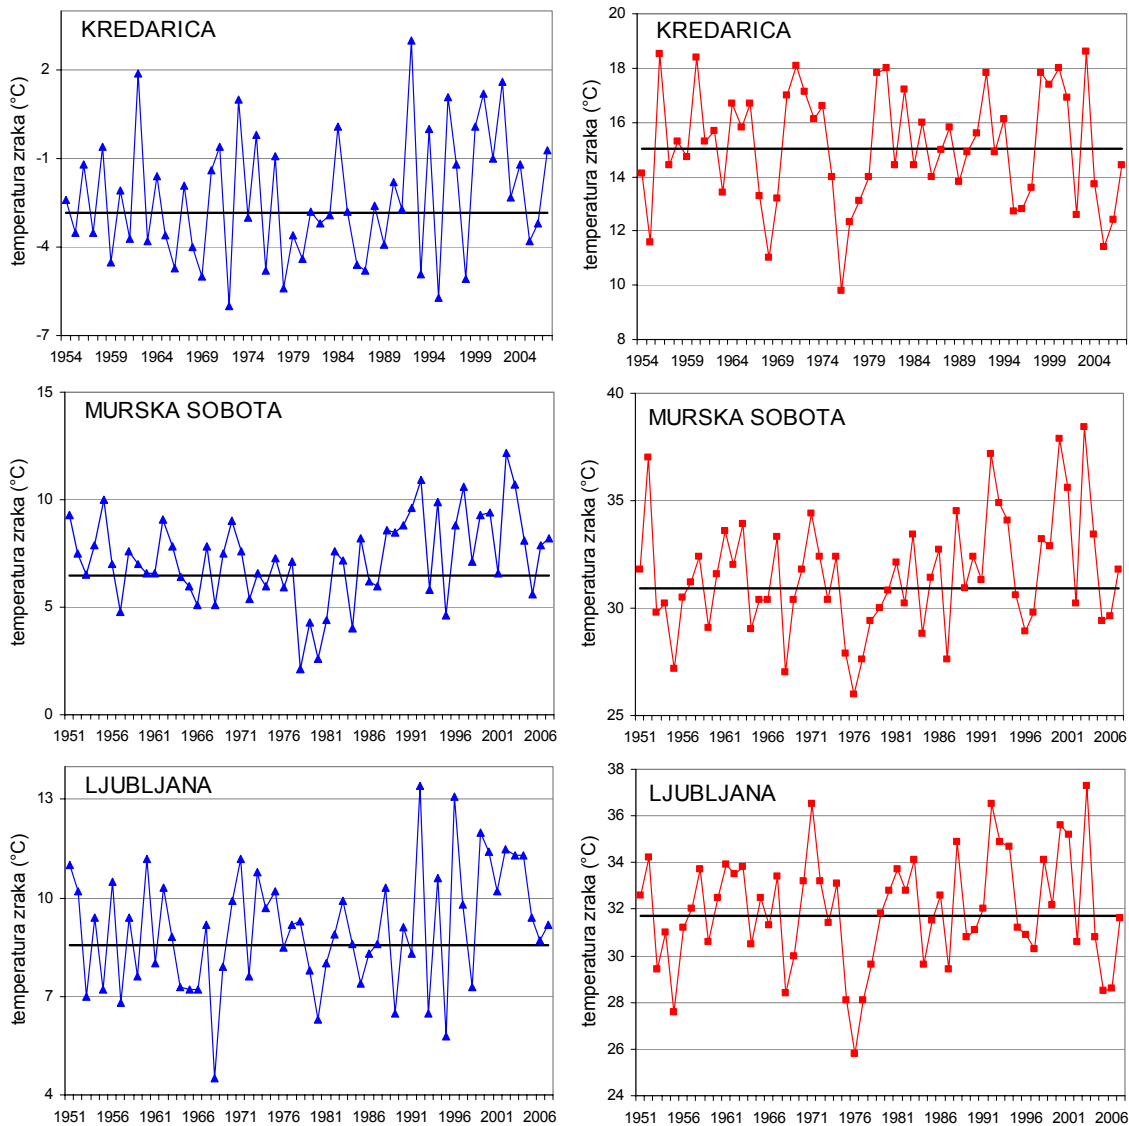 KREDARICA
temperatura zraka (°C)
2
-1
-4
-7
1954 1959 1964 1969 1974 1979 1984 1989 1994 1999 2004
KREDARICA
temperatura zraka (°C)
20
18
16
14
12
10
8
1954 1959 1964 1969 1974 1979 1984 1989 1994 1999 2004
MURSKA SOBOTA
temperatura zraka (°C)
15
10
5
0
1951 1956 1961 1966 1971 1976 1981 1986 1991 1996 2001 2006
MURSKA SOBOTA
temperatura zraka (°C)
40
35
30
25
1951 1956 1961 1966 1971 1976 1981 1986 1991 1996 2001 2006
LJUBLJANA
temperatura zraka (°C)
13
10
7
4
1951 1956 1961 1966 1971 1976 1981 1986 1991 1996 2001 2006
LJUBLJANA
temperatura zraka (°C)
38
36
34
32
30
28
26
24
1951 1956 1961 1966 1971 1976 1981 1986 1991 1996 2001 2006